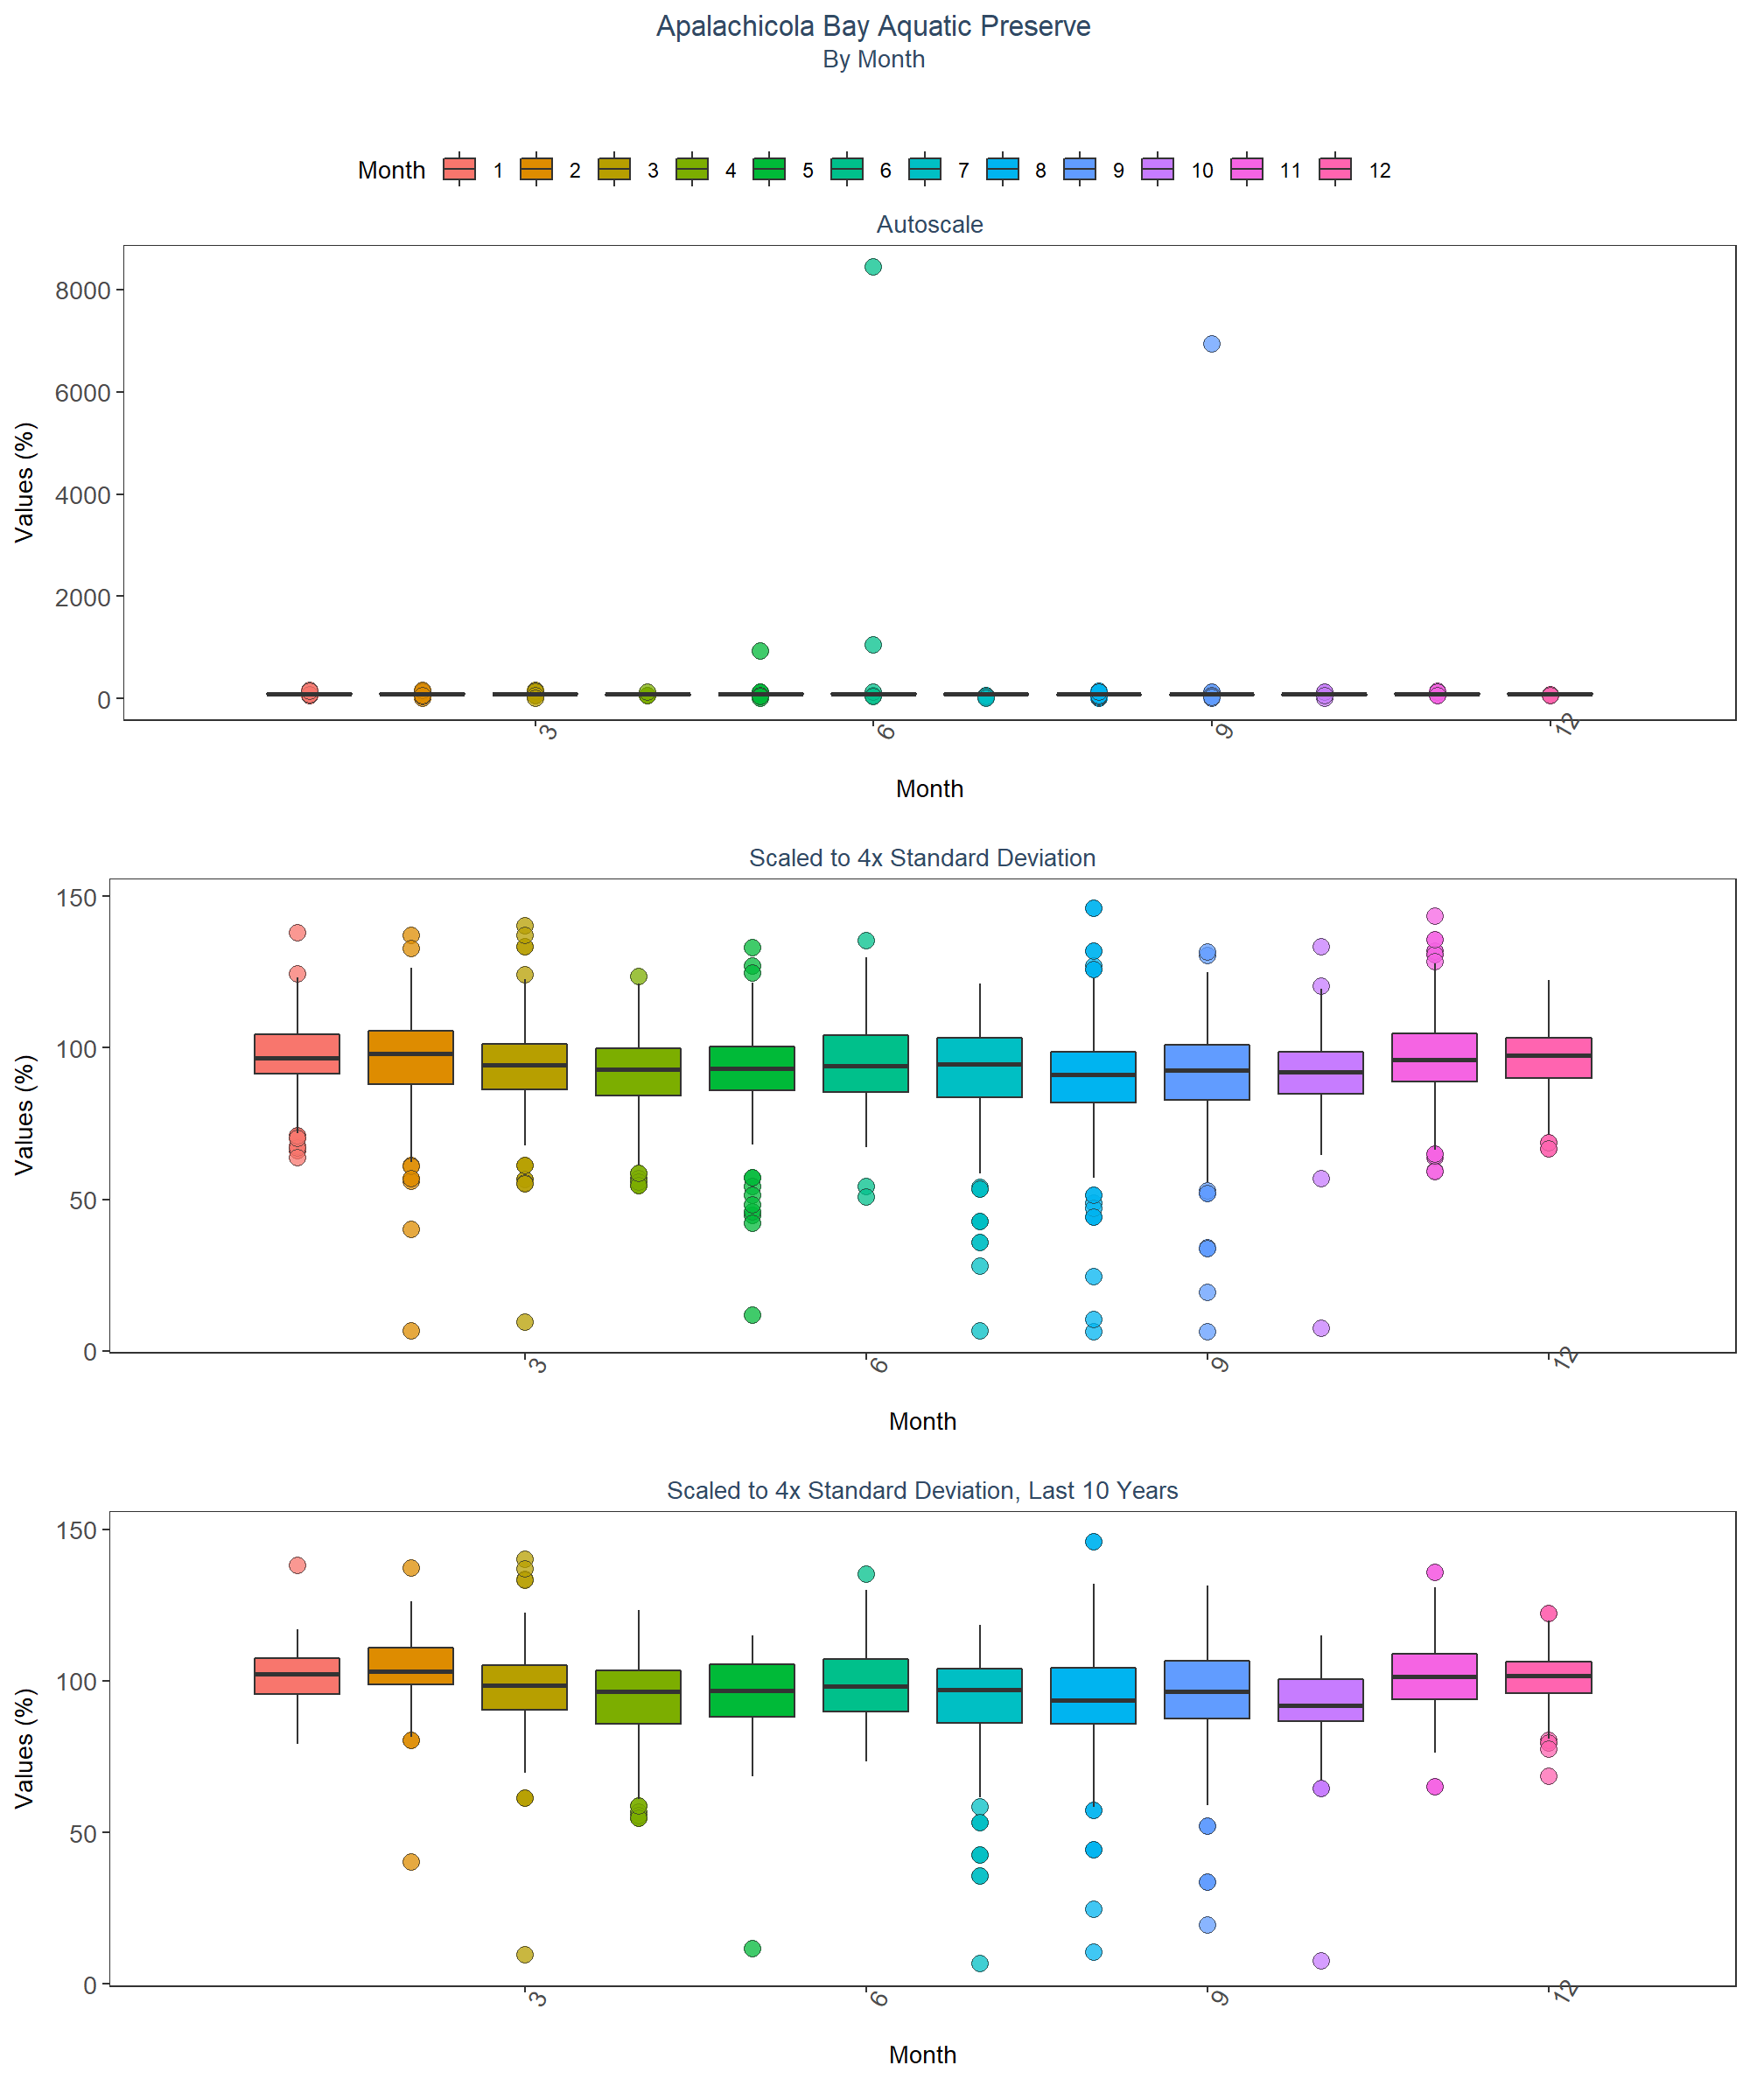 Apalachicola Bay Aquatic Preserve
By Month
Month 1 2 3 4 5 6 7 8 9 10 11 12
Autoscale
8000
6000
4000
2000
0
Values (%)
3 6 9 12
Month
Scaled to 4x Standard Deviation
150
100
50
0
Values (%)
3 6 9 12
Month
Scaled to 4x Standard Deviation, Last 10 Years
150
100
50
0
Values (%)
3 6 9 12
Month